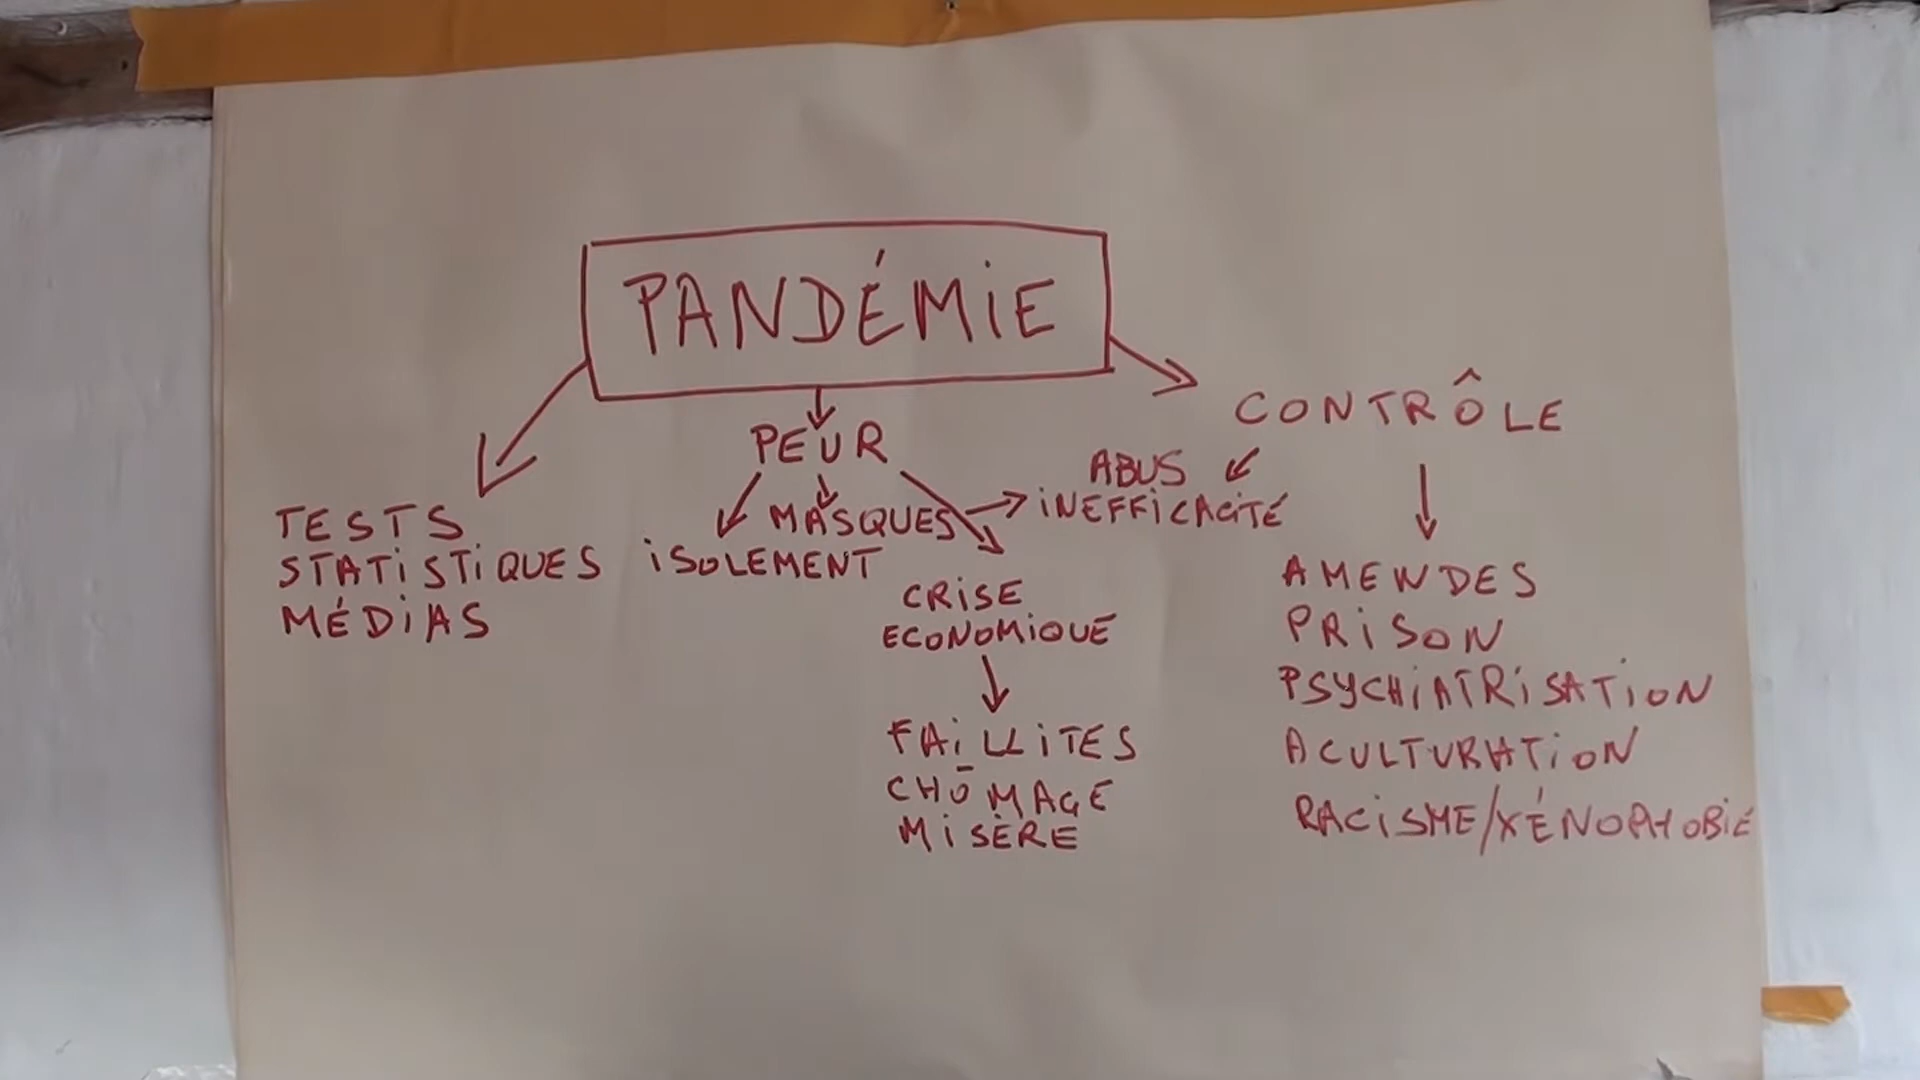 PANDÉMIE
CONTRÔLE
PEUR
ABUS
INEFFICACITÉ
MASQUES
ISOLEMENT
TESTS
STATISTIQUES
MÉDIAS
CRISE
ECONOMIQUE
FAILLITES
CHÔMAGE
MISÈRE
AMENDES
PRISON
PSYCHIATRISATION
ACULTURATION
RACISME/XÉNOPHOBIE